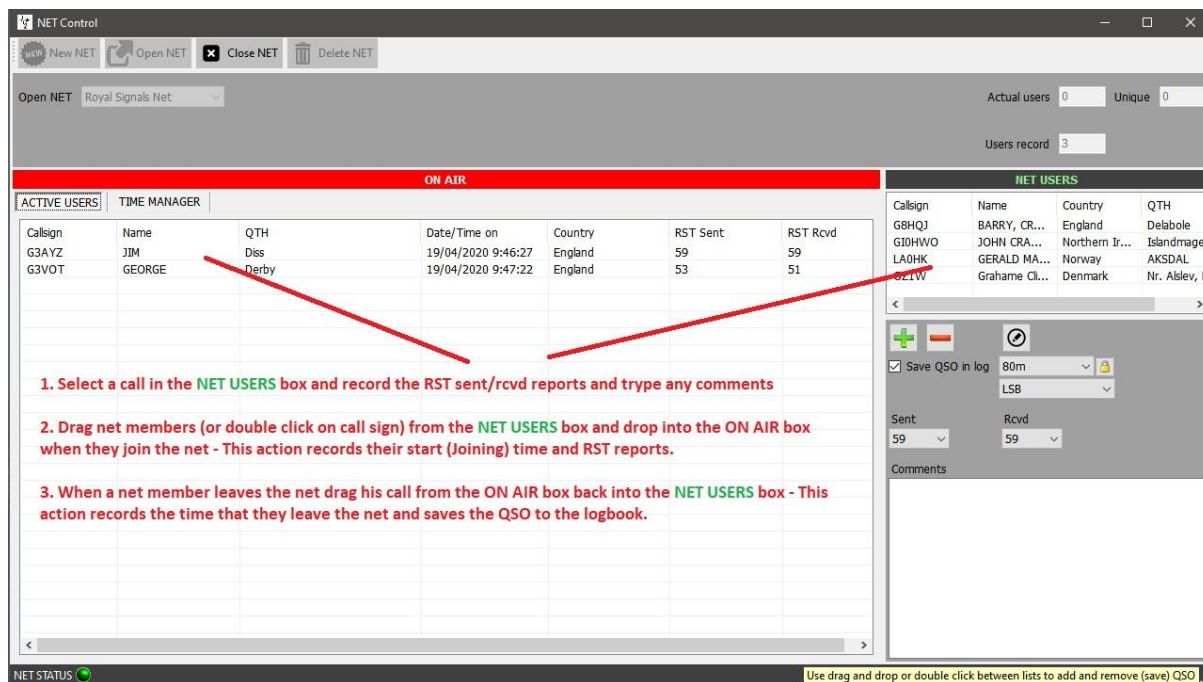 NET Control
NEW New NET Open NET Close NET Delete NET
Open NET Royal Signals Net
Actual users 0 Unique 0
Users record 3
ON AIR
ACTIVE USERS TIME MANAGER
Callsign Name QTH Date/Time on Country RST Sent RST Rcvd
G3AYZ JIM Diss 19/04/2020 9:46:27 England 59 59
G3VOT GEORGE Derby 19/04/2020 9:47:22 England 53 51
1. Select a call in the NET USERS box and record the RST sent/rcvd reports and trype any comments
2. Drag net members (or double click on call sign) from the NET USERS box and drop into the ON AIR box
when they join the net - This action records their start (Joining) time and RST reports.
3. When a net member leaves the net drag his call from the ON AIR box back into the NET USERS box - This
action records the time that they leave the net and saves the QSO to the logbook.
NET USERS
Callsign Name Country QTH
G8HQJ BARRY, CR... England Delabole
GI0HWO JOHN CRA... Northern Ir... Islandmage
LA0HK GERALD MA... Norway AKSDAL
OZ1W Grahame Cli... Denmark Nr. Alslev,
Save QSO in log 80m
LSB
Sent Rcvd
59 59
Comments
NET STATUS
Use drag and drop or double click between lists to add and remove (save) QSO